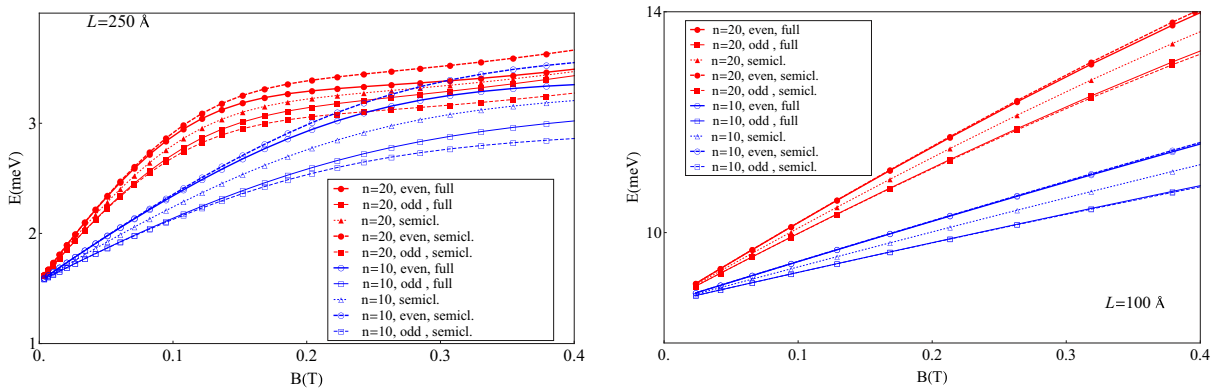 L=250 Å
E(meV)
3
2
1
n=20, even, full
n=20, odd , full
n=20, semicl.
n=20, even, semicl.
n=20, odd , semicl.
n=10, even, full
n=10, odd , full
n=10, semicl.
n=10, even, semicl.
n=10, odd , semicl.
0. 0.1 0.2 0.3 0.4
B(T)
14
E(meV)
10
n=20, even, full
n=20, odd , full
n=20, semicl.
n=20, even, semicl.
n=20, odd, semicl.
n=10, even, full
n=10, odd , full
n=10, semicl.
n=10, even, semicl.
n=10, odd , semicl.
L=100 Å
0. 0.1 0.2 0.3 0.4
B(T)